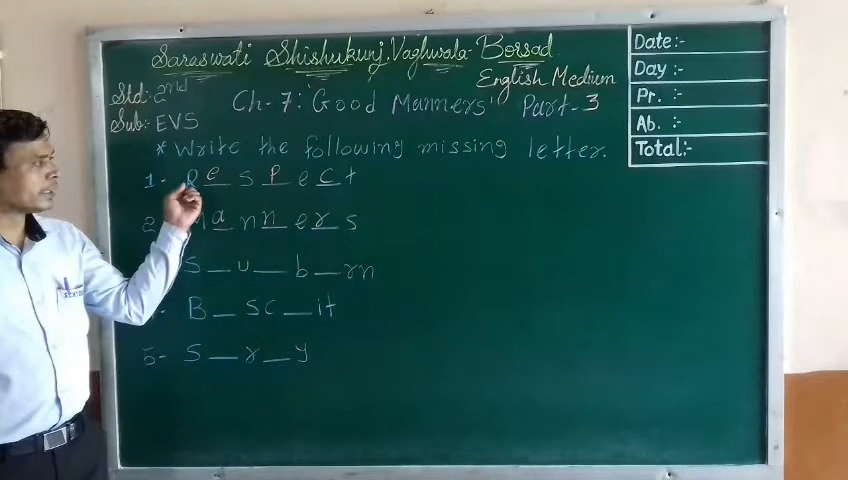 Saraswati Shishukunj, Vaghwala - Borsad
English Medium
Std:- 2nd
Sub:- EVS
Ch-7: 'Good Manners' Part-3
* Write the following missing letter.
1- R e s p e c t
2 M a n n e r s
S _ u _ b _ rn
B _ sc _ it
5- S _ r _ y
Date:-
Day :-
Pr. :-
Ab. :-
Total:-